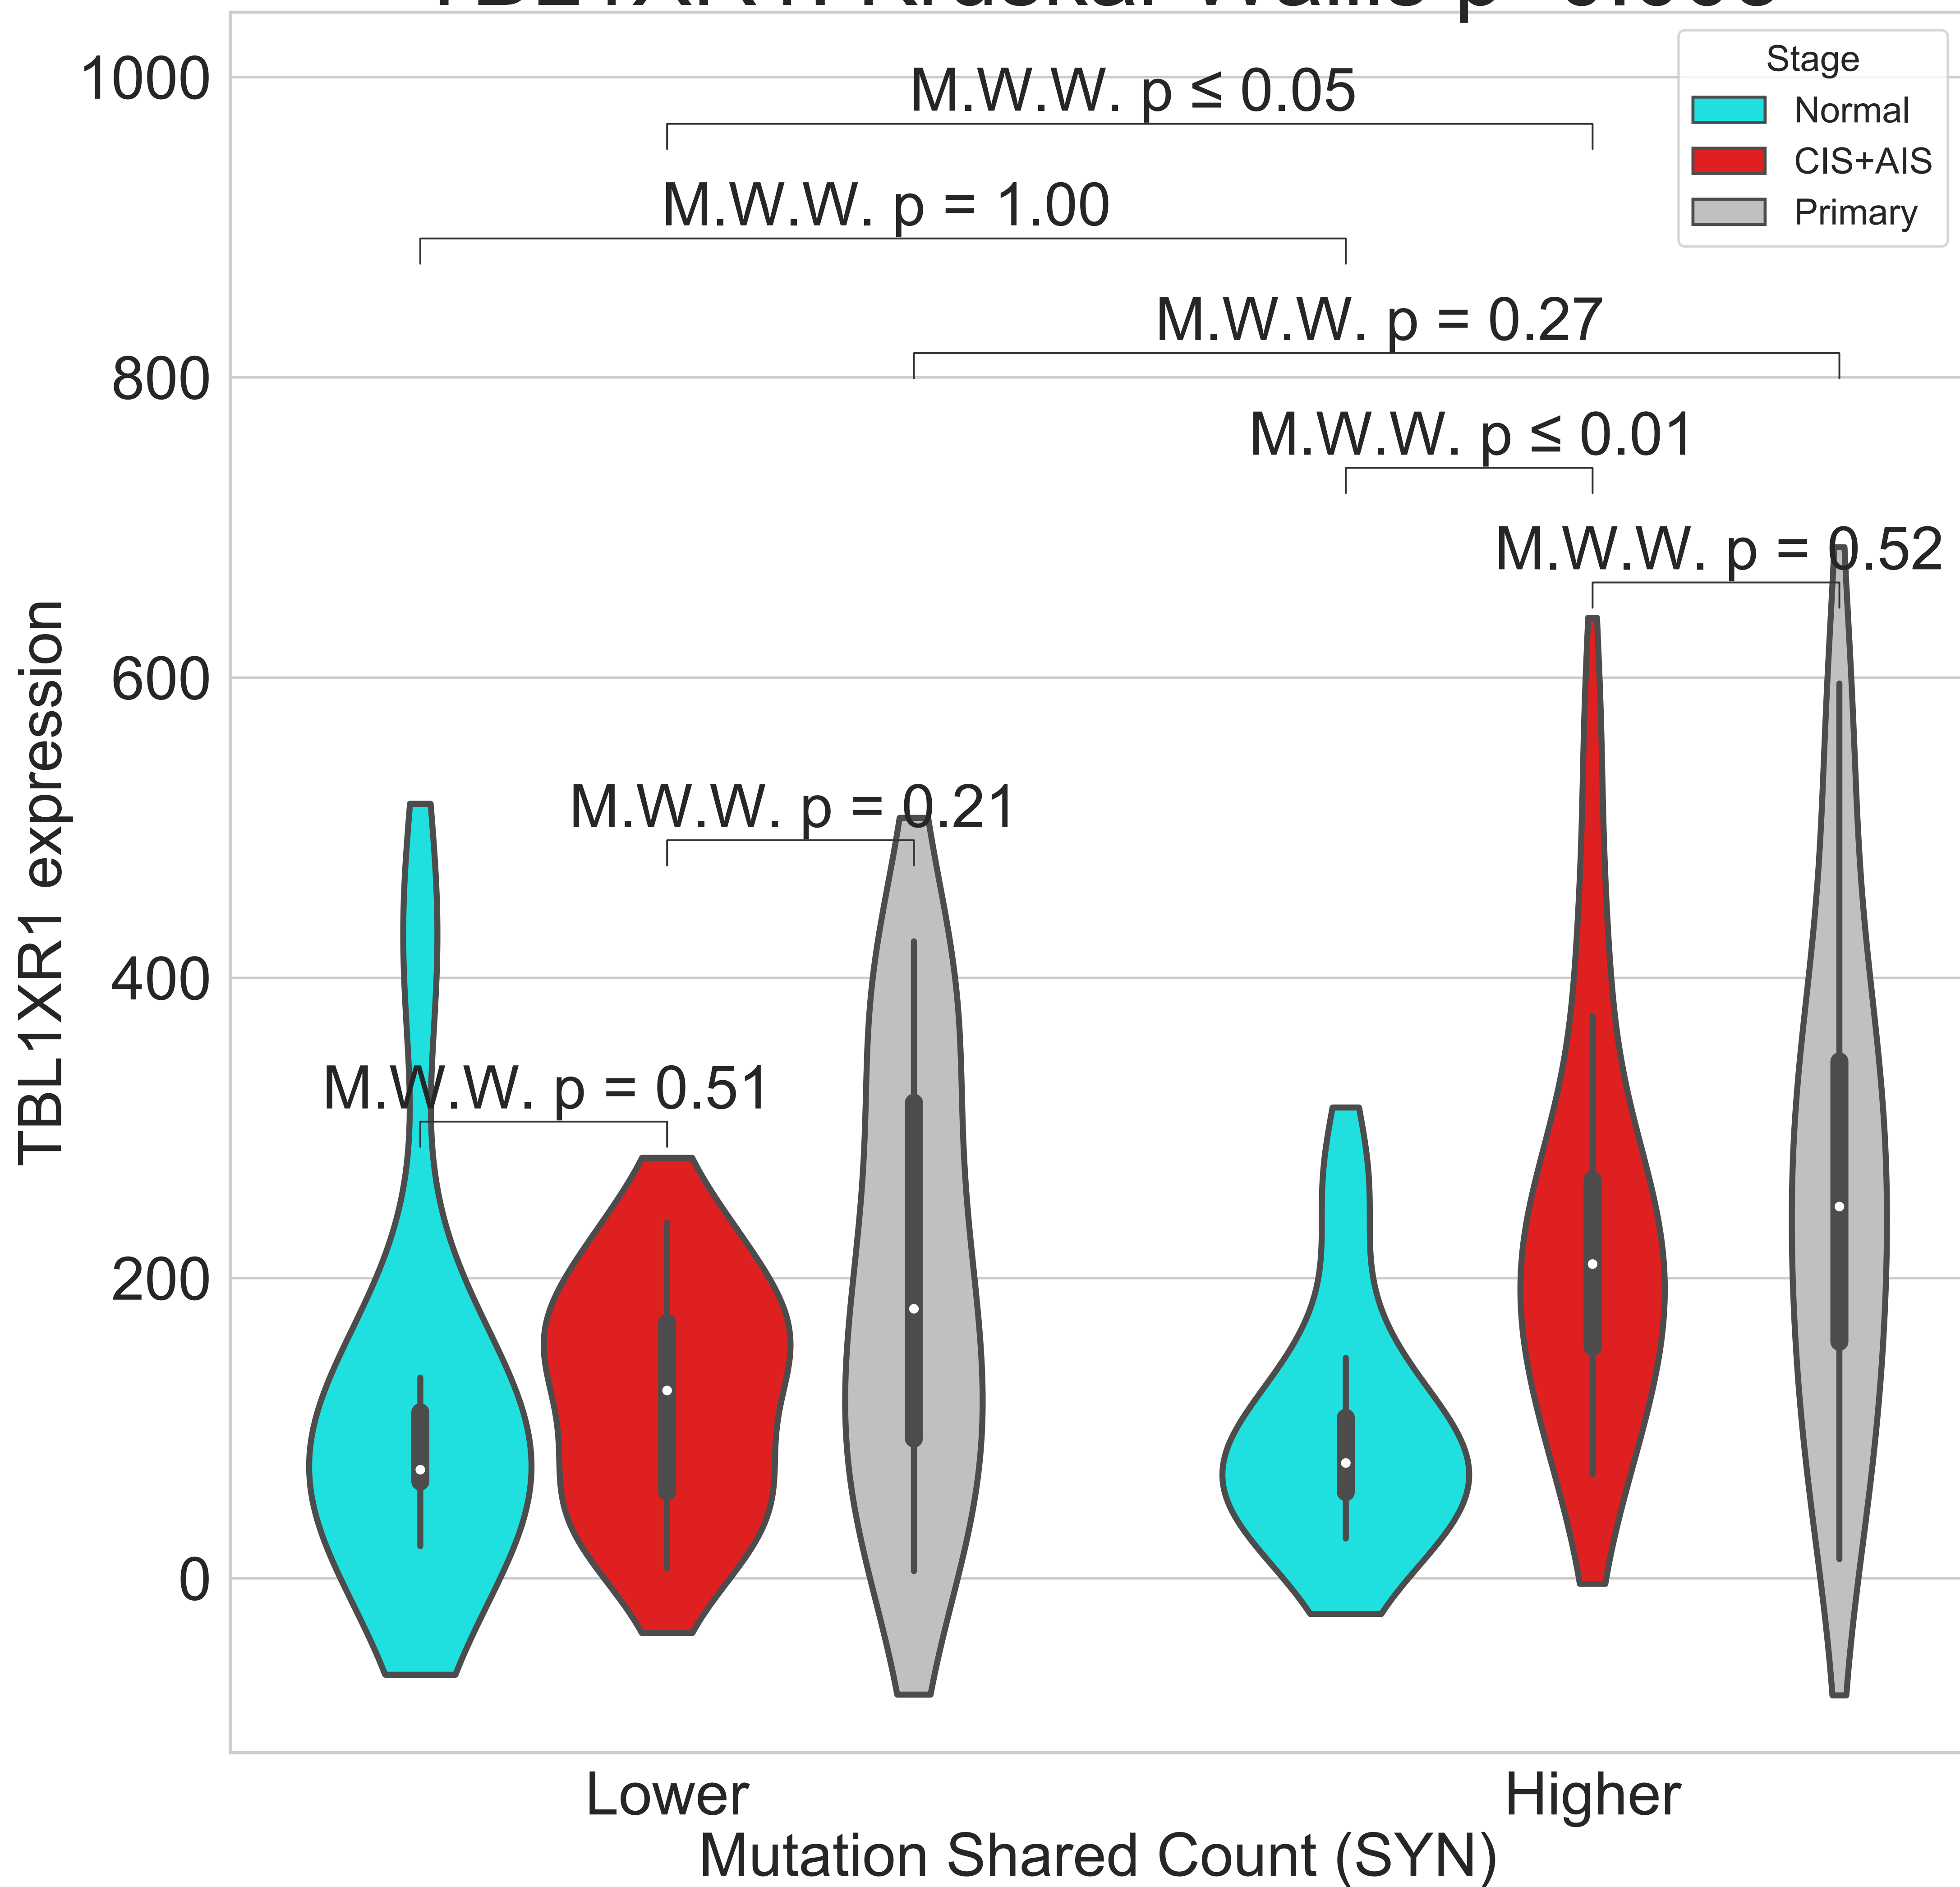 1000
800
600
400
200
0
TBL1XR1 expression
M.W.W. p ≤ 0.05
M.W.W. p = 1.00
M.W.W. p = 0.27
M.W.W. p ≤ 0.01
M.W.W. p = 0.52
M.W.W. p = 0.21
M.W.W. p = 0.51
Stage
Normal
CIS+AIS
Primary
Lower
Higher
Mutation Shared Count (SYN)